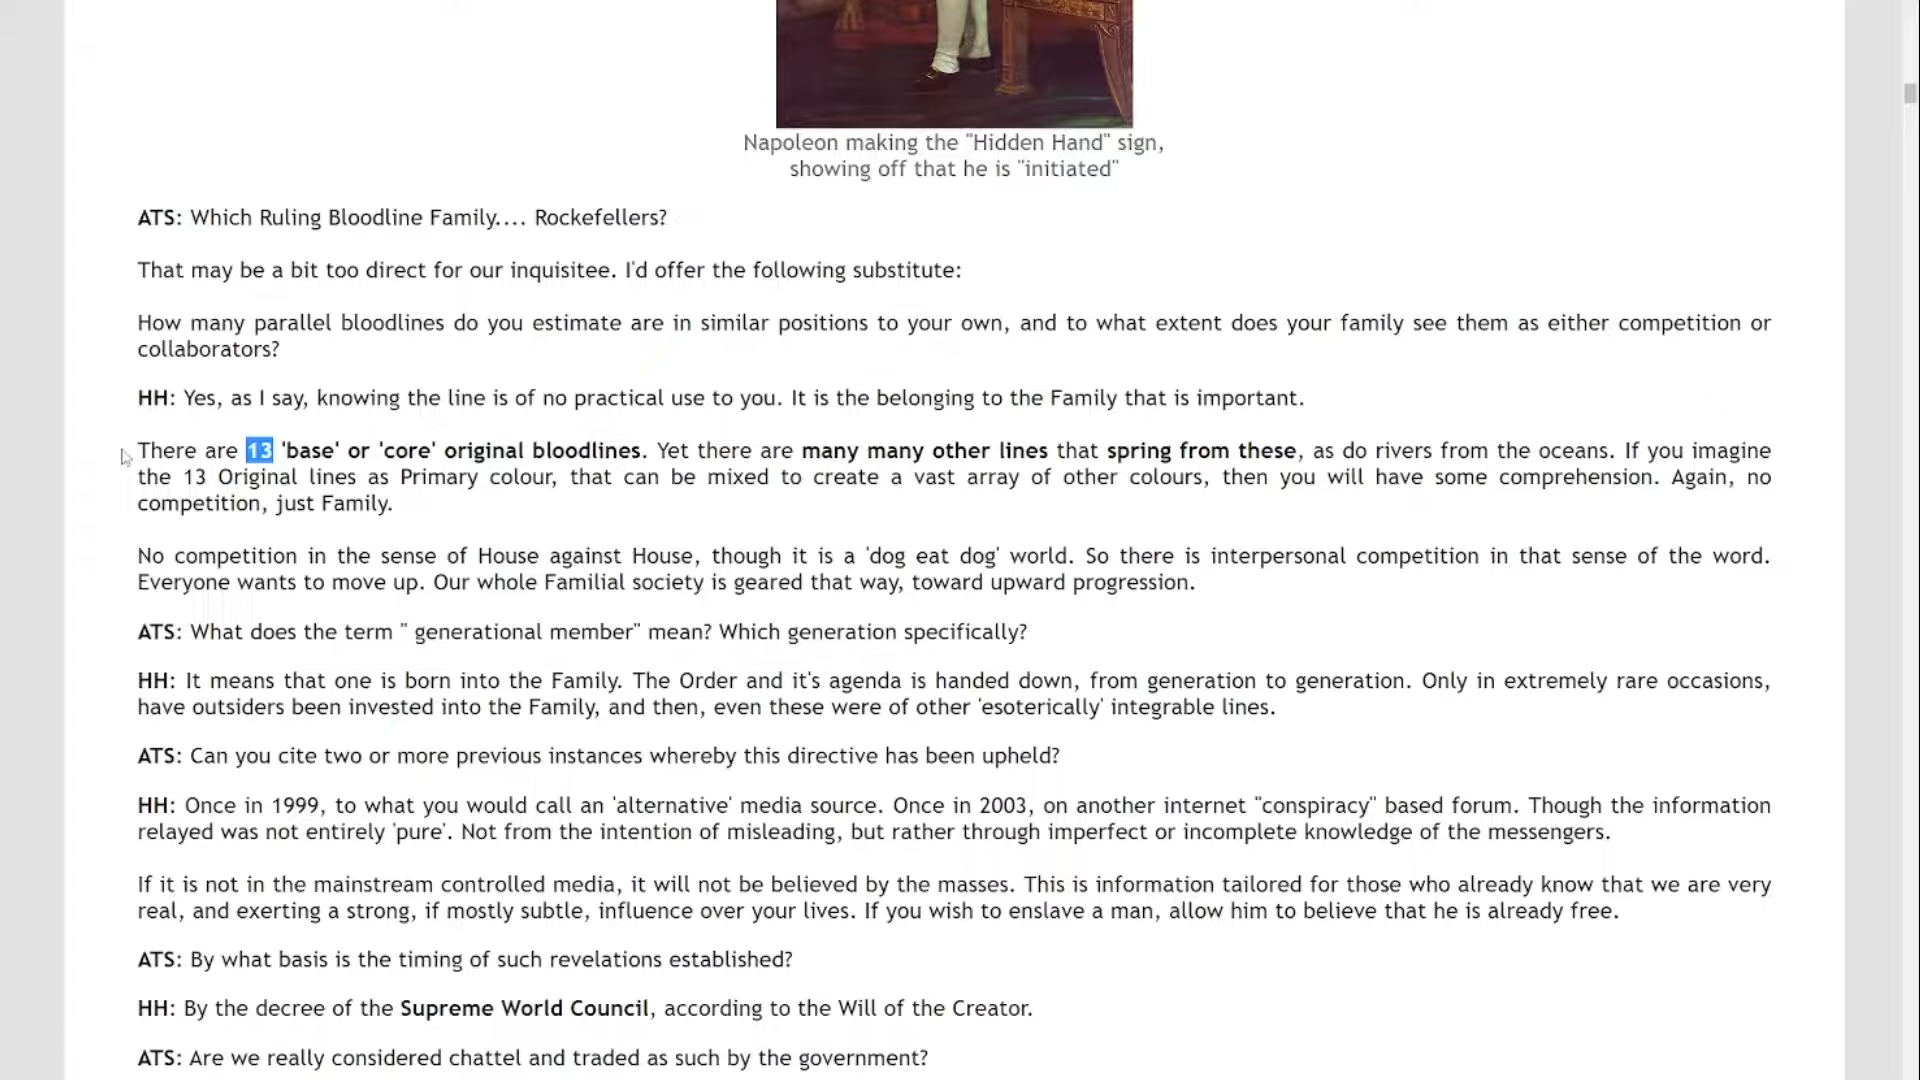 Napoleon making the "Hidden Hand" sign,
showing off that he is "initiated"
ATS: Which Ruling Bloodline Family.... Rockefellers?
That may be a bit too direct for our inquisitee. I'd offer the following substitute:
How many parallel bloodlines do you estimate are in similar positions to your own, and to what extent does your family see them as either competition or
collaborators?
HH: Yes, as I say, knowing the line is of no practical use to you. It is the belonging to the Family that is important.
There are 13 'base' or 'core' original bloodlines. Yet there are many many other lines that spring from these, as do rivers from the oceans. If you imagine
the 13 Original lines as Primary colour, that can be mixed to create a vast array of other colours, then you will have some comprehension. Again, no
competition, just Family.
No competition in the sense of House against House, though it is a 'dog eat dog' world. So there is interpersonal competition in that sense of the word.
Everyone wants to move up. Our whole Familial society is geared that way, toward upward progression.
ATS: What does the term " generational member" mean? Which generation specifically?
HH: It means that one is born into the Family. The Order and it's agenda is handed down, from generation to generation. Only in extremely rare occasions,
have outsiders been invested into the Family, and then, even these were of other 'esoterically' integrable lines.
ATS: Can you cite two or more previous instances whereby this directive has been upheld?
HH: Once in 1999, to what you would call an 'alternative' media source. Once in 2003, on another internet "conspiracy" based forum. Though the information
relayed was not entirely 'pure'. Not from the intention of misleading, but rather through imperfect or incomplete knowledge of the messengers.
If it is not in the mainstream controlled media, it will not be believed by the masses. This is information tailored for those who already know that we are very
real, and exerting a strong, if mostly subtle, influence over your lives. If you wish to enslave a man, allow him to believe that he is already free.
ATS: By what basis is the timing of such revelations established?
HH: By the decree of the Supreme World Council, according to the Will of the Creator.
ATS: Are we really considered chattel and traded as such by the government?